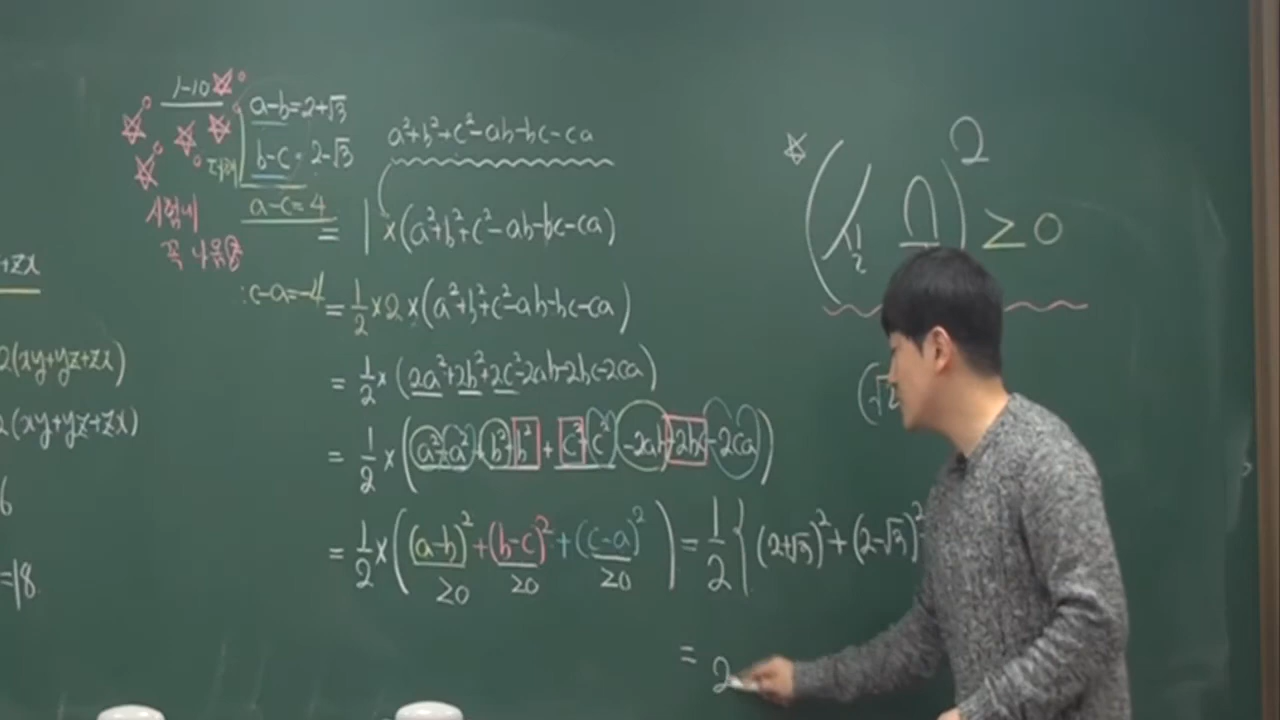 1-10
a-b=2+√3
b-c=2-√3
a-c=4
시험에
꼭 나옴
∴c-a=-4
a²+b²+c²-ab-bc-ca
= 1×(a²+b²+c²-ab-bc-ca)
= 1/2×2×(a²+b²+c²-ab-bc-ca)
= 1/2×(2a²+2b²+2c²-2ab-2bc-2ca)
= 1/2×(a²+a²+b²+b²+c²+c²-2ab-2bc-2ca)
= 1/2×((a-b)²+(b-c)²+(c-a)²) = 1/2{(2+√3)²+(2-√3)²
≥0 ≥0 ≥0
= 2
+zx
2(xy+yz+zx)
2(xy+yz+zx)
6
=18
( )² ≥0
(√2